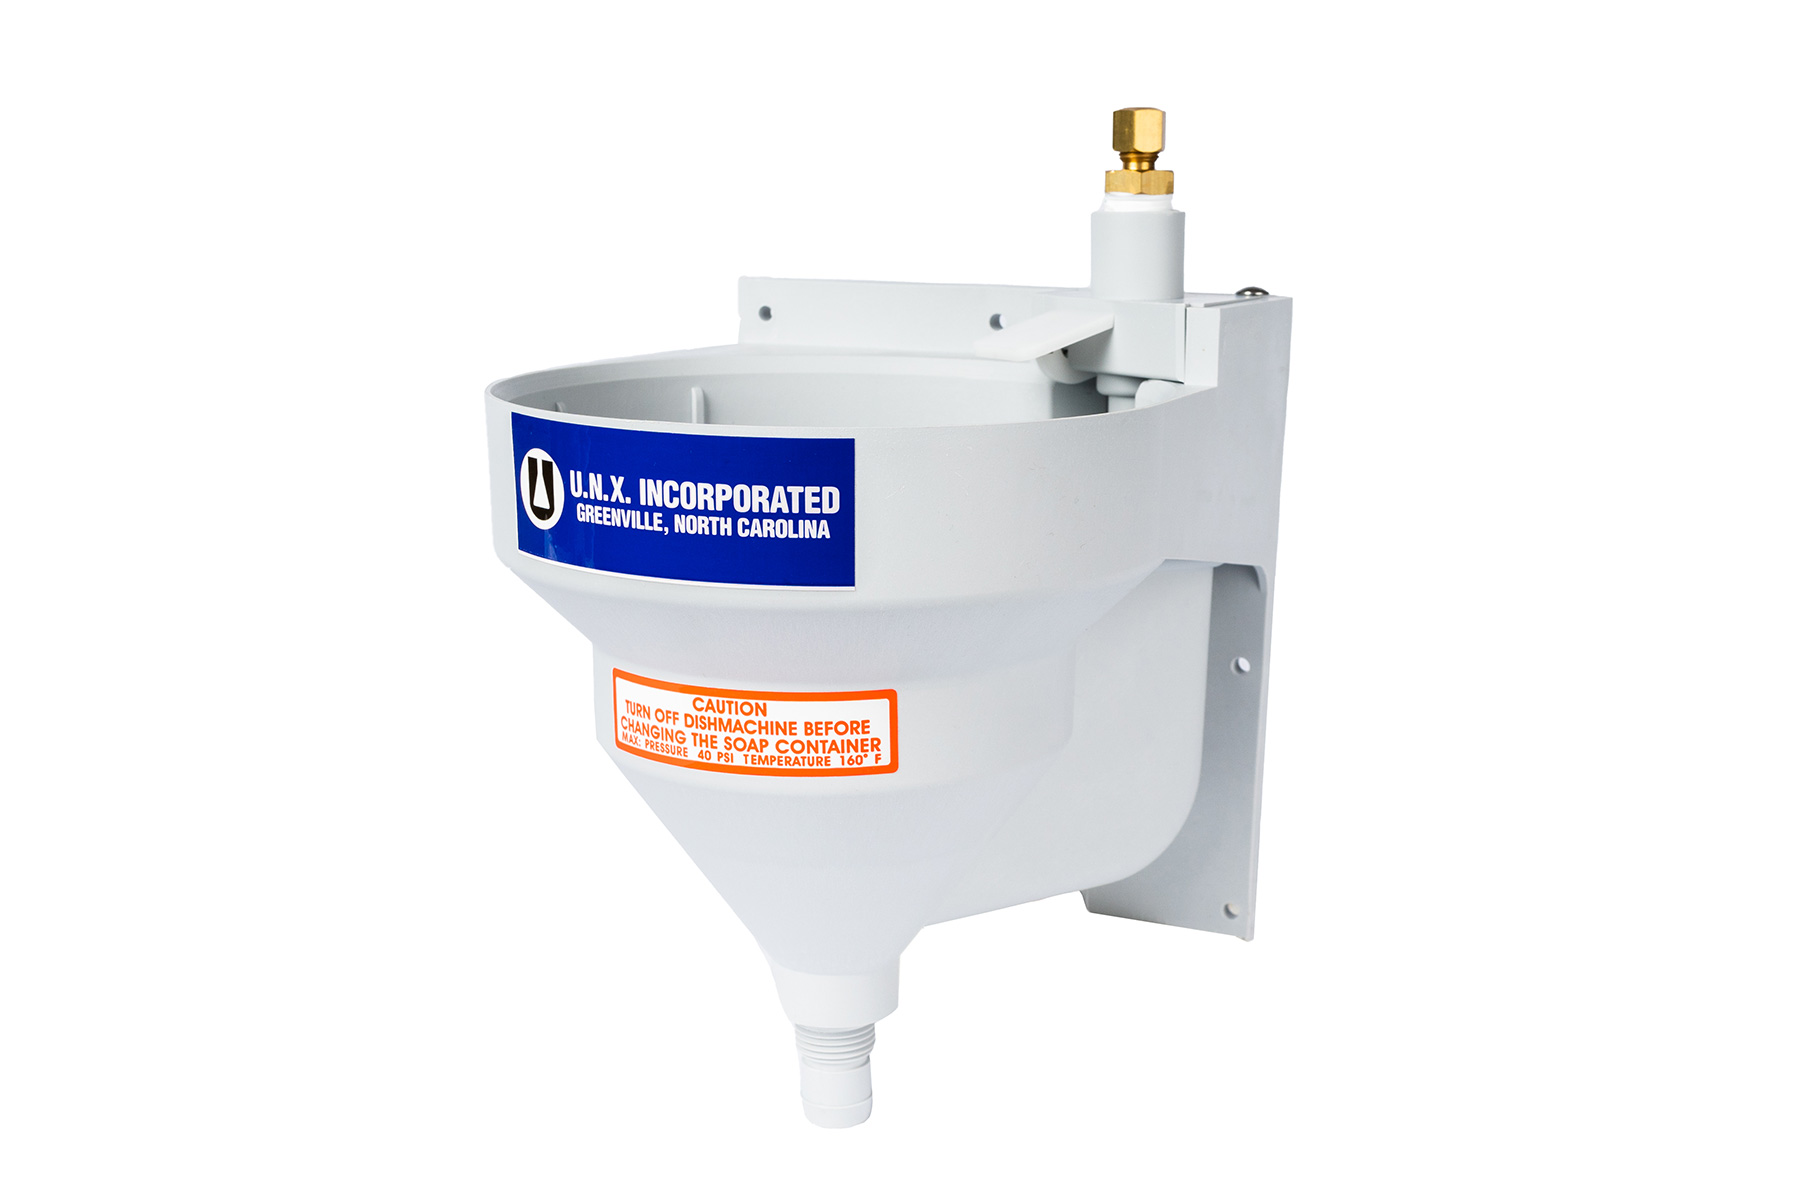 U.N.X. INCORPORATED
GREENVILLE, NORTH CAROLINA
CAUTION
TURN OFF DISHMACHINE BEFORE
CHANGING THE SOAP CONTAINER
MAX: PRESSURE 40 PSI TEMPERATURE 160° F